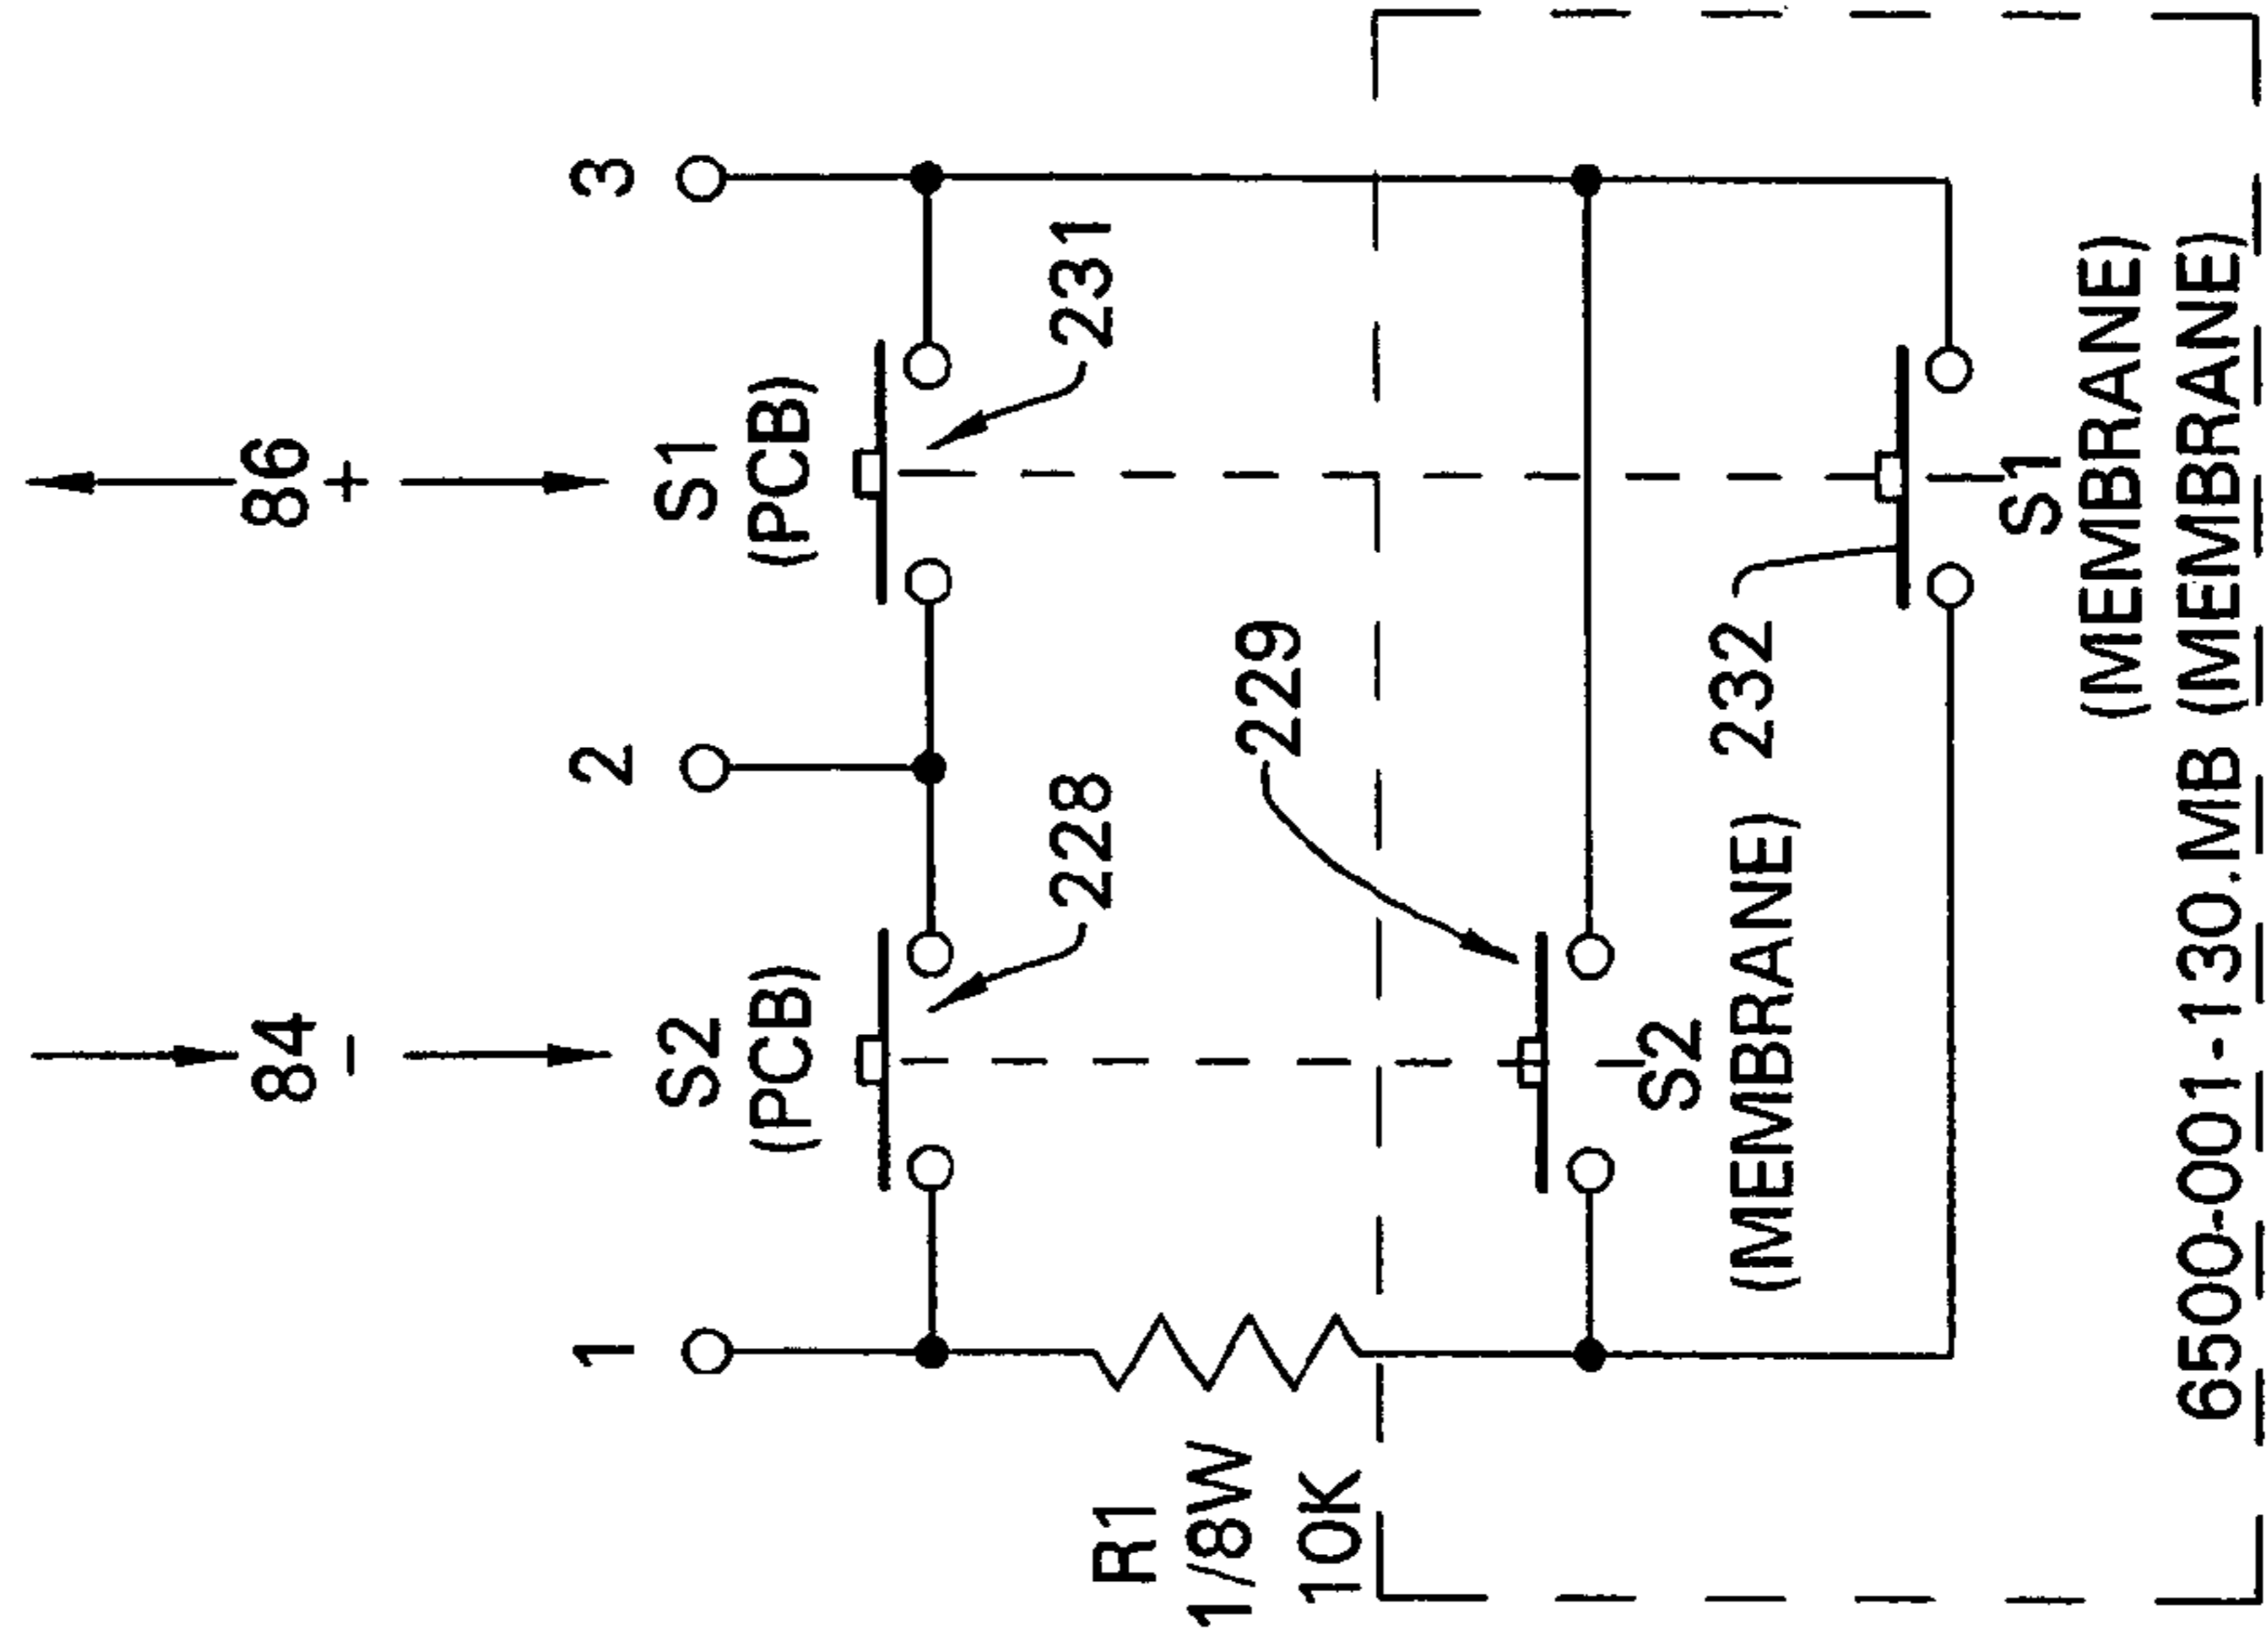 84
86
-
+
1
2
3
S2
(PCB)
S1
(PCB)
228
231
R1
1/8W
10K
229
S2
(MEMBRANE)
232
S1
(MEMBRANE)
6500-001-130.MB (MEMBRANE)